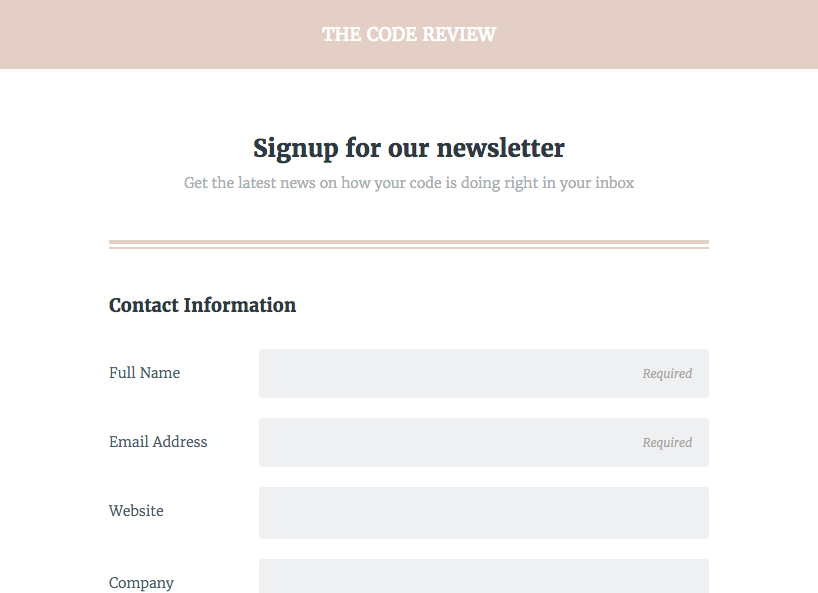 THE CODE REVIEW
Signup for our newsletter
Get the latest news on how your code is doing right in your inbox
Contact Information
Full Name
Required
Email Address
Required
Website
Company